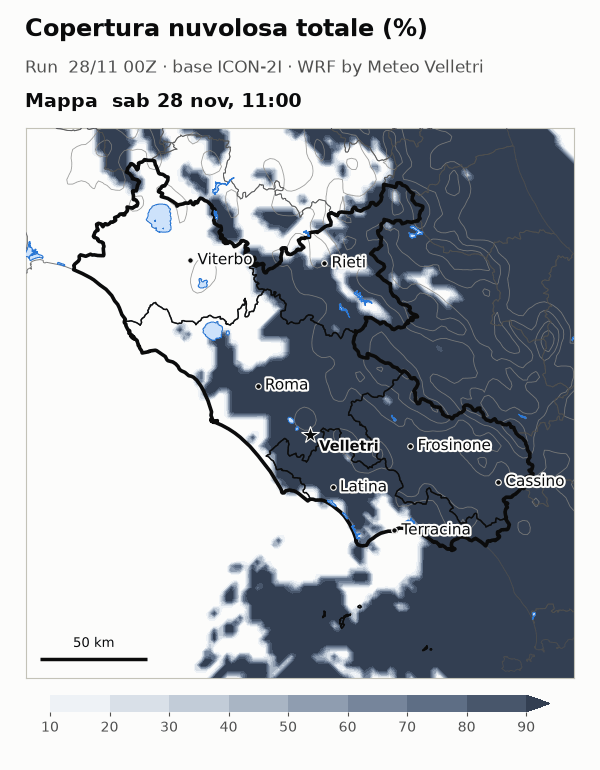 Copertura nuvolosa totale (%)
Run  28/11 00Z · base ICON-2I · WRF by Meteo Velletri
Mappa  sab 28 nov, 11:00
Viterbo
Rieti
Roma
Velletri
Frosinone
Cassino
Latina
Terracina
50 km
10 20 30 40 50 60 70 80 90